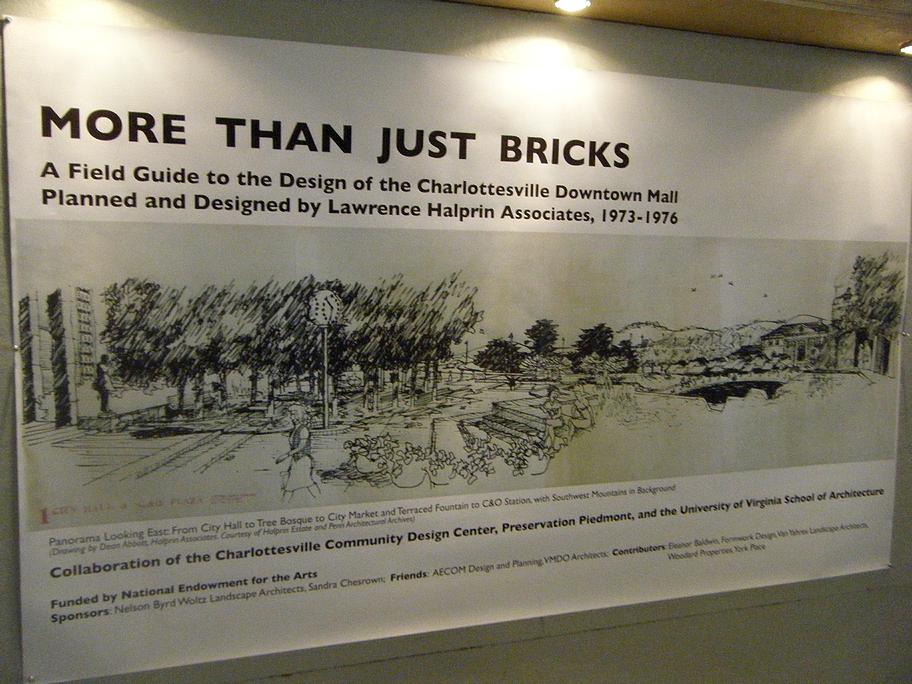 MORE THAN JUST BRICKS
A Field Guide to the Design of the Charlottesville Downtown Mall
Planned and Designed by Lawrence Halprin Associates, 1973-1976
1 CITY HALL & C&O PLAZA
Panorama Looking East: From City Hall to Tree Bosque to City Market and Terraced Fountain to C&O Station, with Southwest Mountains in Background
(Drawing by Dean Abbott, Halprin Associates. Courtesy of Halprin Estate and Penn Architectural Archives)
Collaboration of the Charlottesville Community Design Center, Preservation Piedmont, and the University of Virginia School of Architecture
Funded by National Endowment for the Arts
Sponsors: Nelson Byrd Woltz Landscape Architects, Sandra Chesrown; Friends: AECOM Design and Planning, VMDO Architects; Contributors: Eleanor Baldwin, Formwork Design, Van Yahres Landscape Architects,
Woodard Properties, York Place